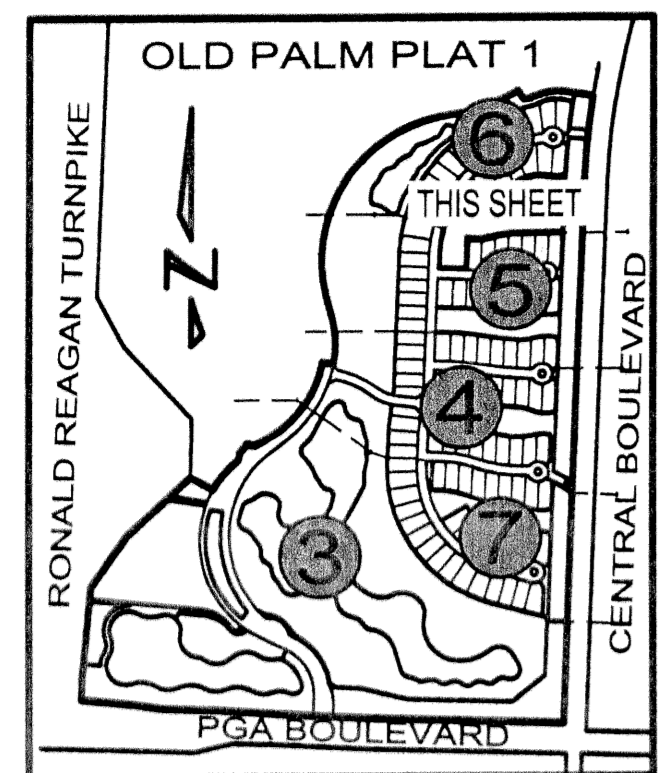 OLD PALM PLAT 1
RONALD REAGAN TURNPIKE
N
6
THIS SHEET
5
4
3
7
CENTRAL BOULEVARD
PGA BOULEVARD